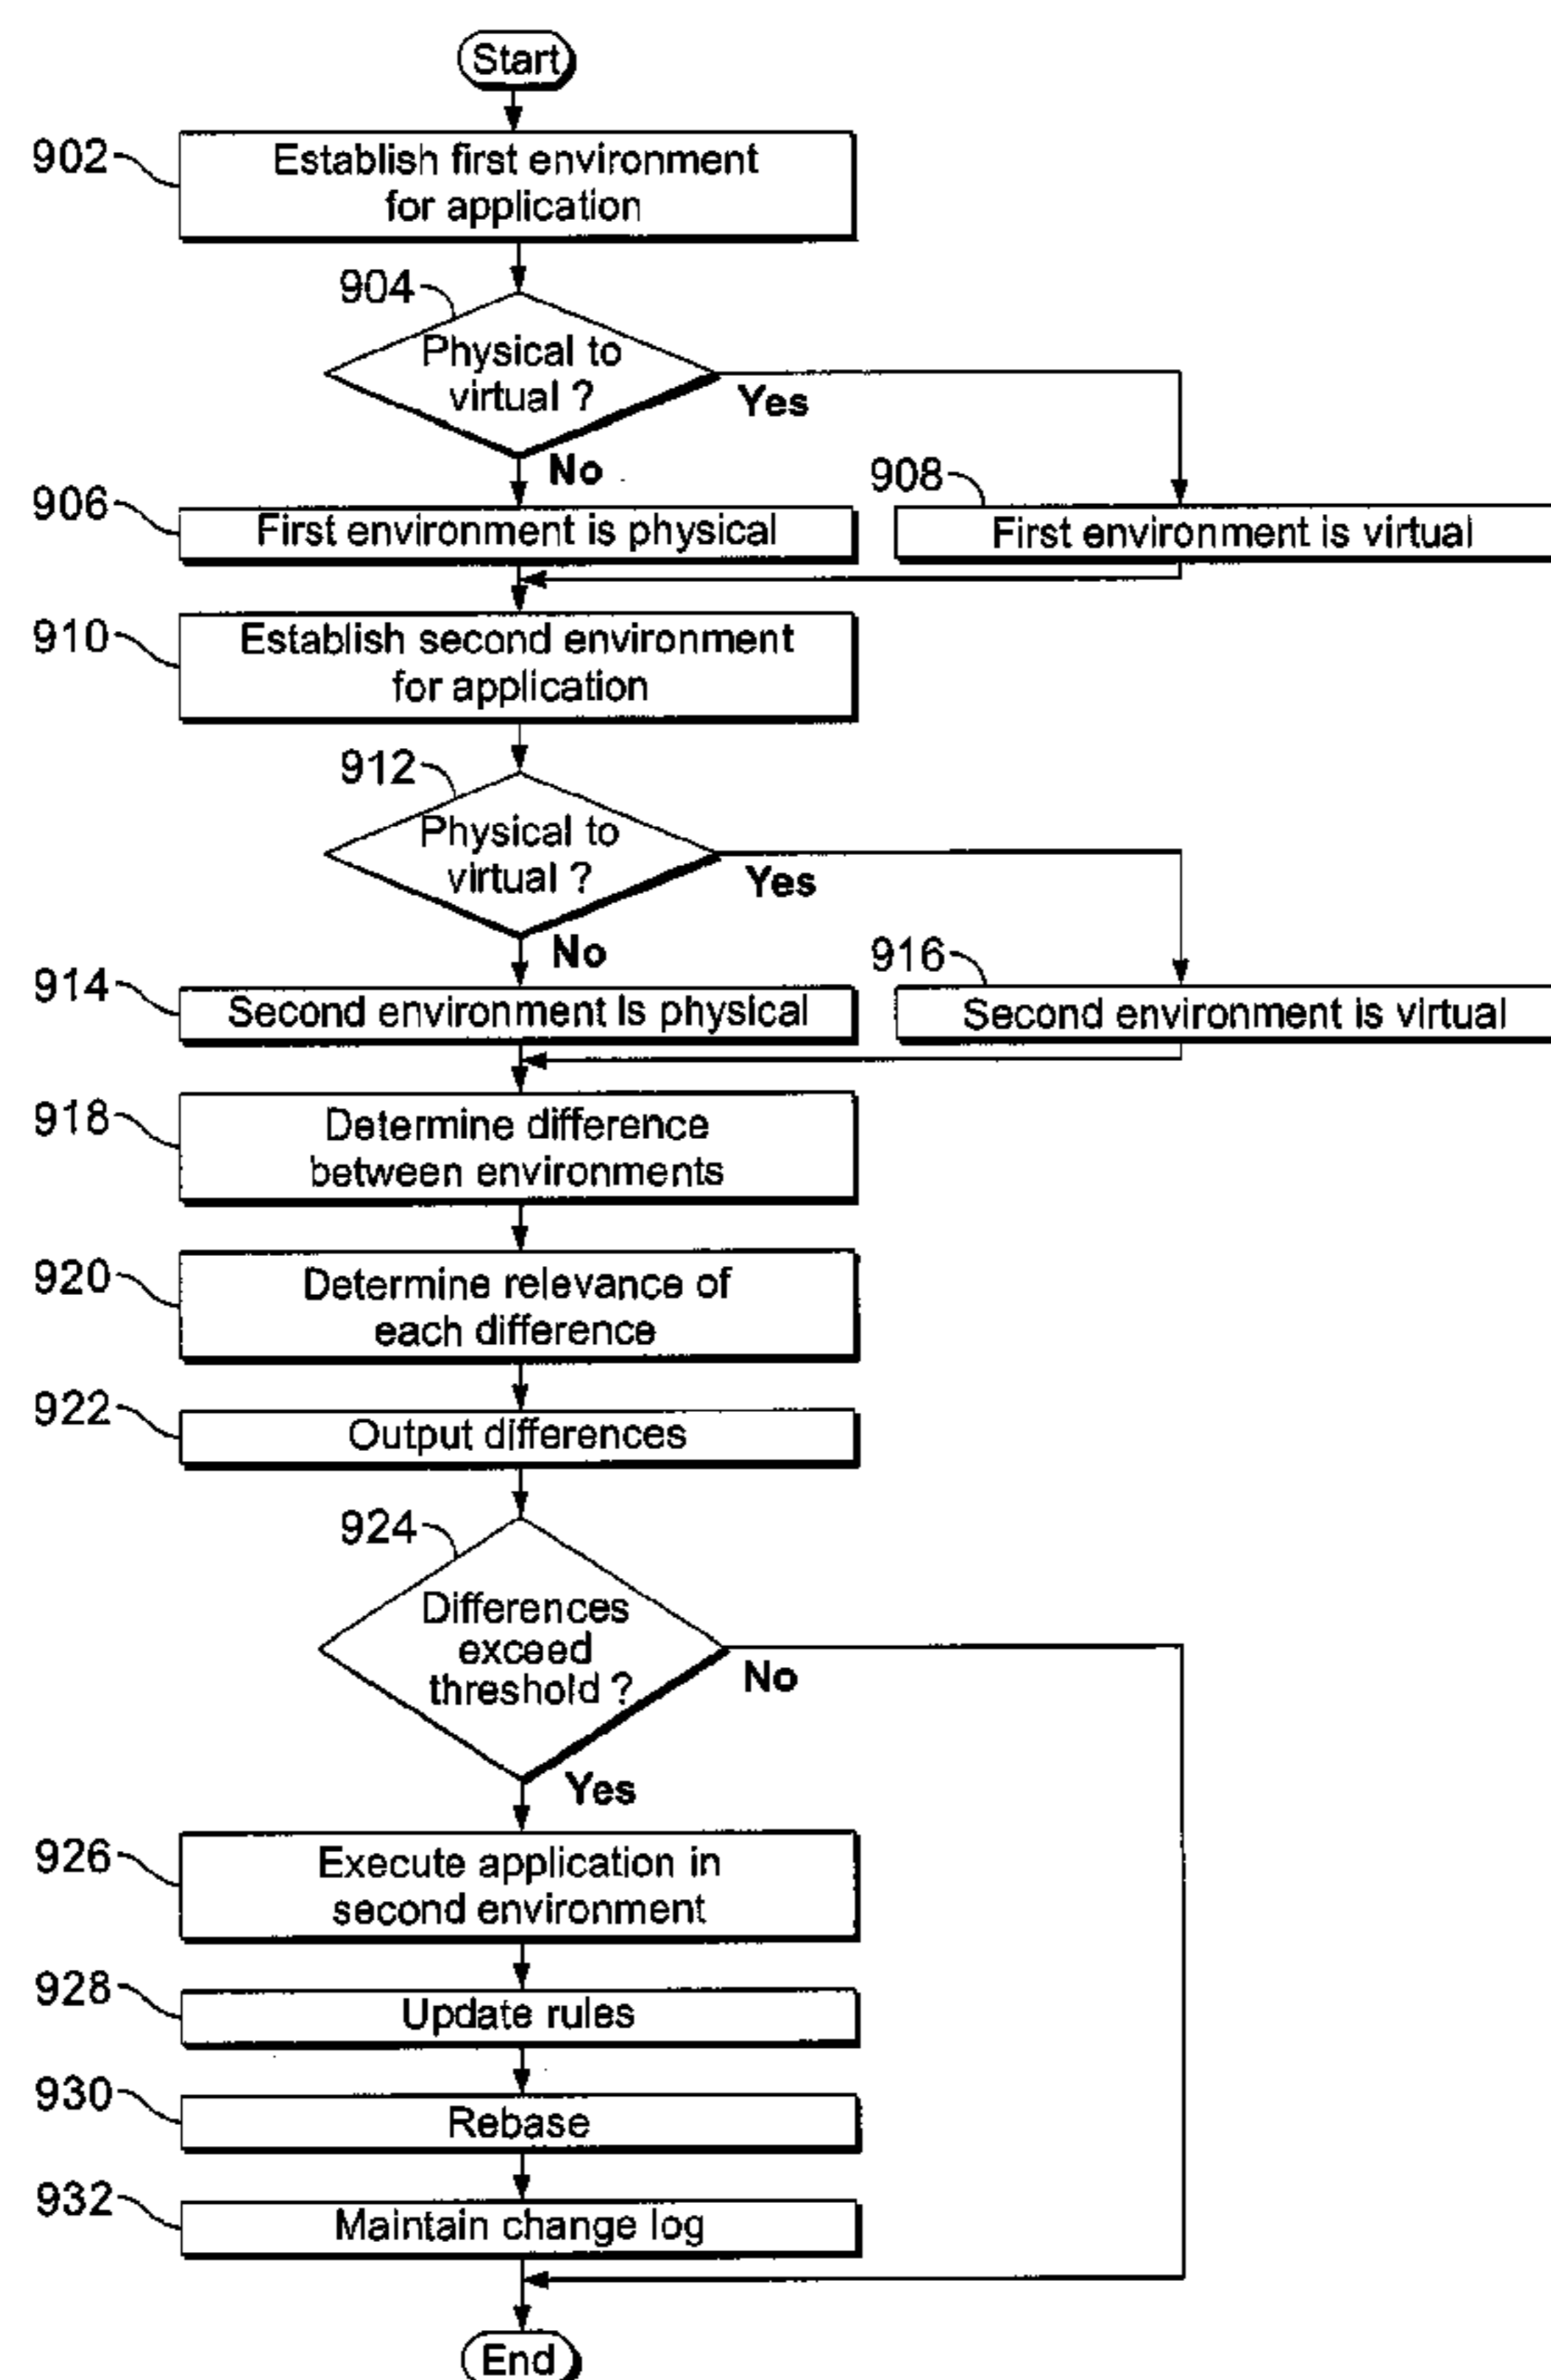 Start
902
Establish first environment
for application
904
Physical to
virtual ?
Yes
No
906
First environment is physical
908
First environment is virtual
910
Establish second environment
for application
912
Physical to
virtual ?
Yes
No
914
Second environment is physical
916
Second environment is virtual
918
Determine difference
between environments
920
Determine relevance of
each difference
922
Output differences
924
Differences
exceed
threshold ?
No
Yes
926
Execute application in
second environment
928
Update rules
930
Rebase
932
Maintain change log
End